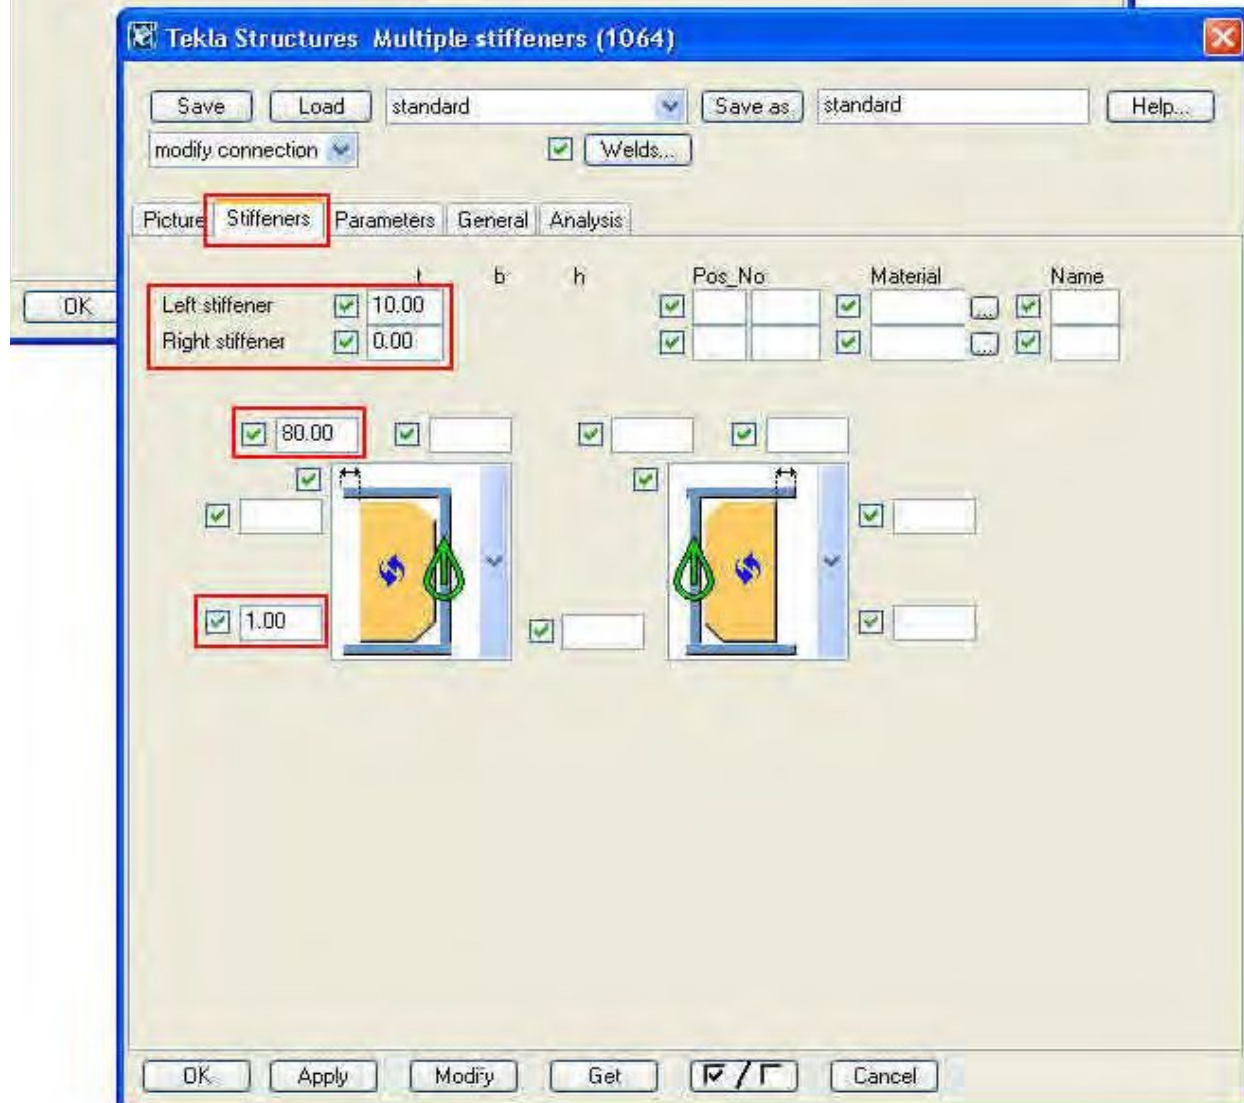 Tekla Structures Multiple stiffeners (1064)
Save Load standard Save as standard Help...
modify connection Welds...
Picture Stiffeners Parameters General Analysis
t b h Pos_No Material Name
OK Left stiffener 10.00 ...
Right stiffener 0.00 ...
80.00
1.00
OK Apply Modify Get Cancel